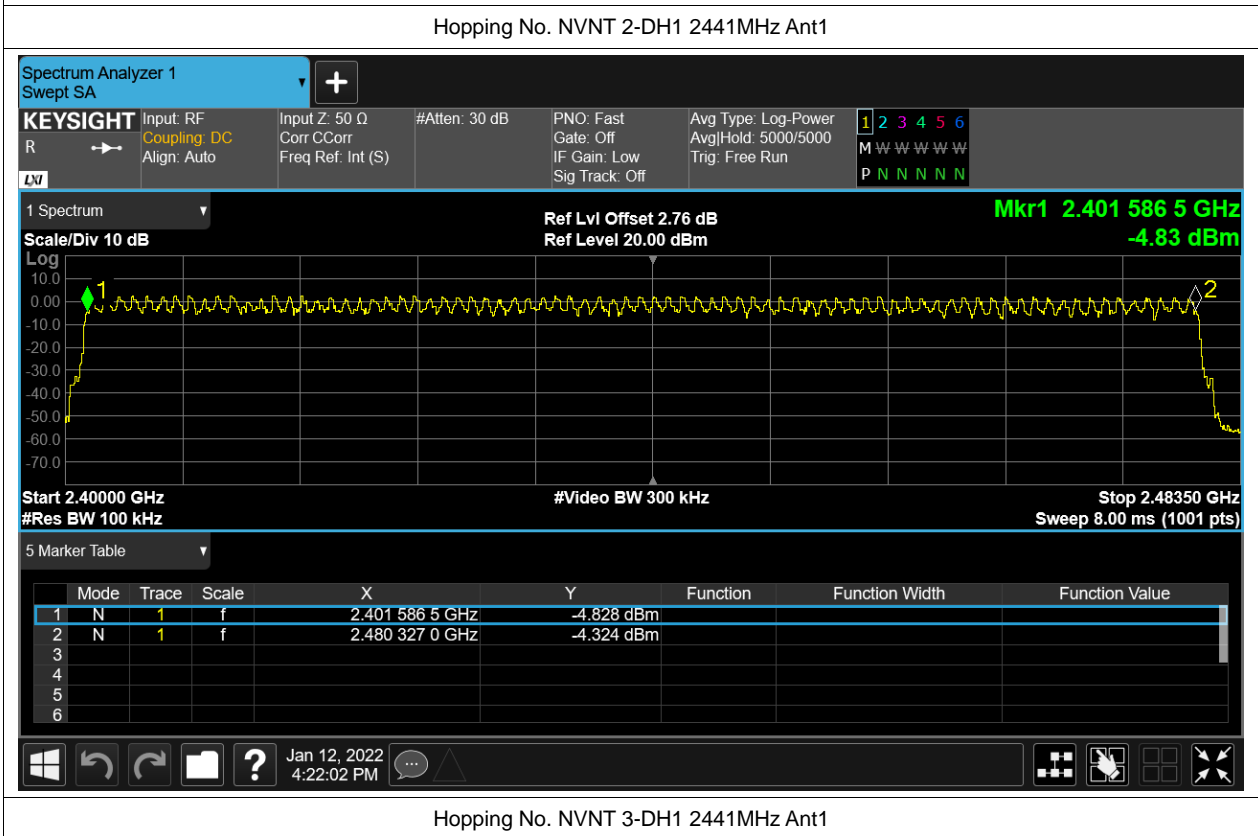 Hopping No. NVNT 2-DH1 2441MHz Ant1
Spectrum Analyzer 1
Swept SA
KEYSIGHT
R
LXI
Input: RF
Coupling: DC
Align: Auto
Input Z: 50 Ω
Corr CCorr
Freq Ref: Int (S)
#Atten: 30 dB
PNO: Fast
Gate: Off
IF Gain: Low
Sig Track: Off
Avg Type: Log-Power
Avg|Hold: 5000/5000
Trig: Free Run
1 2 3 4 5 6
M W W W W W
P N N N N N
1 Spectrum
Scale/Div 10 dB
Ref Lvl Offset 2.76 dB
Ref Level 20.00 dBm
Mkr1 2.401 586 5 GHz
-4.83 dBm
Log
10.0
0.00
-10.0
-20.0
-30.0
-40.0
-50.0
-60.0
-70.0
1
2
Start 2.40000 GHz
#Res BW 100 kHz
#Video BW 300 kHz
Stop 2.48350 GHz
Sweep 8.00 ms (1001 pts)
5 Marker Table
Mode Trace Scale X Y Function Function Width Function Value
1 N 1 f 2.401 586 5 GHz -4.828 dBm
2 N 1 f 2.480 327 0 GHz -4.324 dBm
3
4
5
6
?
Jan 12, 2022
4:22:02 PM
Hopping No. NVNT 3-DH1 2441MHz Ant1